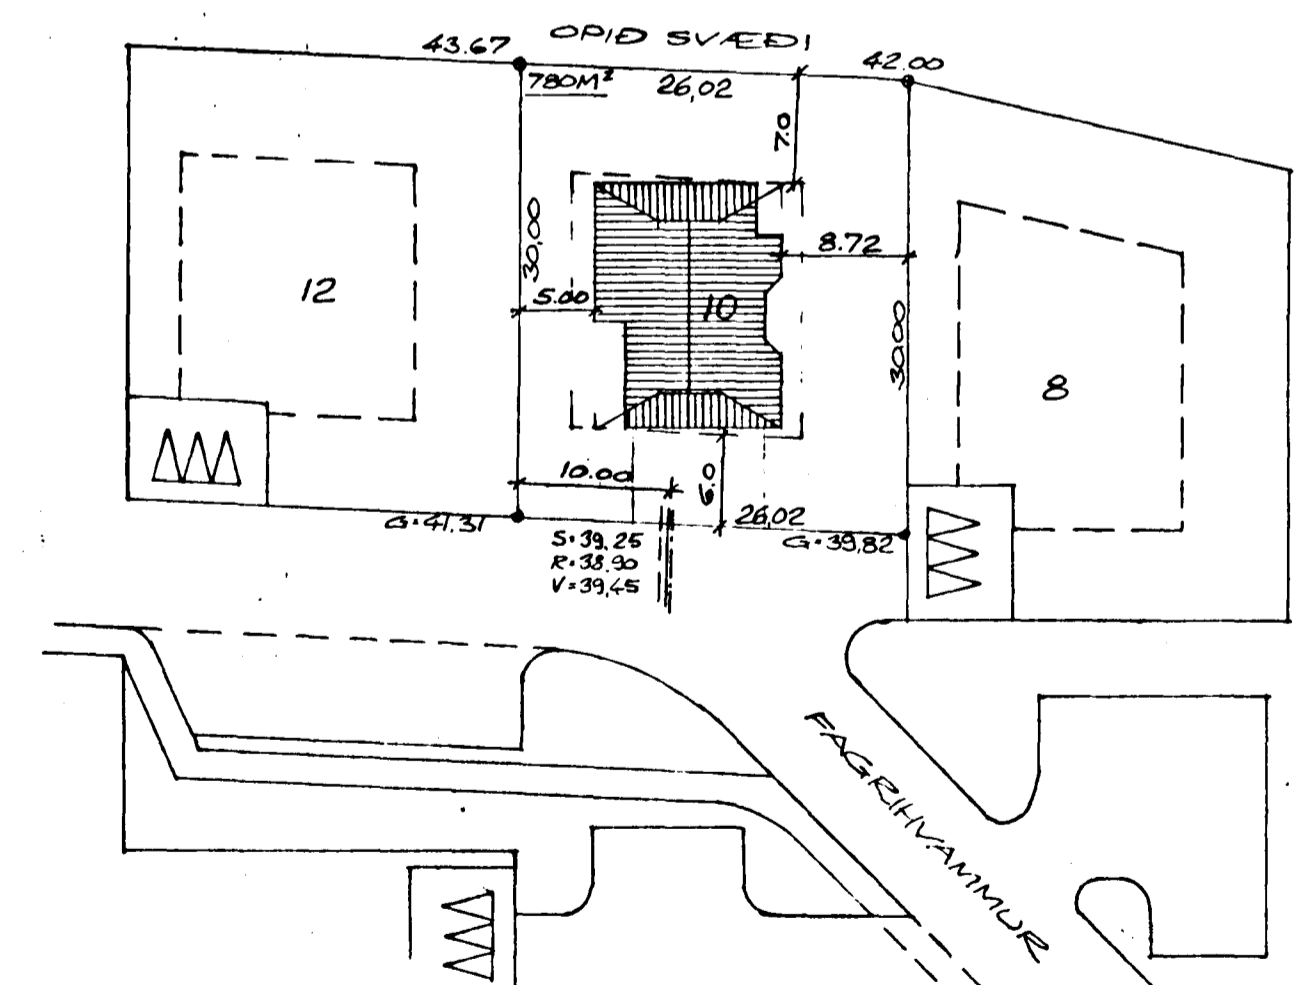 OPIÐ SVÆÐI
43.67
42.00
780M²
26,02
7.0
30,00
8.72
12
5.00
10
30.00
8
10.00
6.0
26,02
G=41,31
G=39,82
S=39,25
R=38,90
V=39,45
FAGRIHVAMMUR